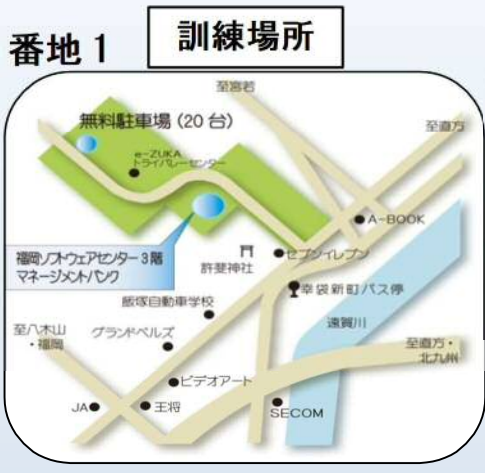 番地1
訓練場所
至宮若
無料駐車場(20台)
至直方
e-ZUKA
トライバレーセンター
A-BOOK
福岡ソフトウェアセンター3階
マネージメントバンク
許斐神社
セブンイレブン
幸袋新町バス停
飯塚自動車学校
遠賀川
至八木山
・福岡
グランドベルズ
至直方・
北九州
ビデオアート
JA
王将
SECOM